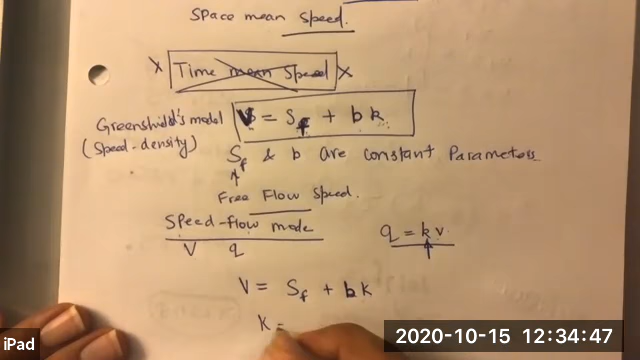 Space mean speed.
x Time mean Speed x
Greenshield's model V = Sf + b k
(Speed-density)
Sf & b are constant Parameters
Free Flow Speed.
Speed-flow mode
V q q = kv
V = Sf + b k
K =
iPad 2020-10-15 12:34:47